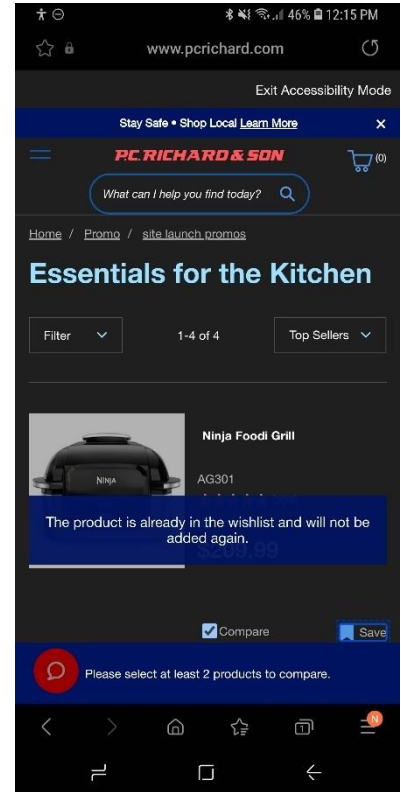 46% 12:15 PM
www.pcrichard.com
Exit Accessibility Mode
Stay Safe • Shop Local Learn More X
P.C. RICHARD & SON (0)
What can I help you find today?
Home / Promo / site launch promos
Essentials for the Kitchen
Filter 1-4 of 4 Top Sellers
Ninja Foodi Grill
NINJA
AG301
The product is already in the wishlist and will not be
added again.
$209.99
Compare Save
Please select at least 2 products to compare.
1 N